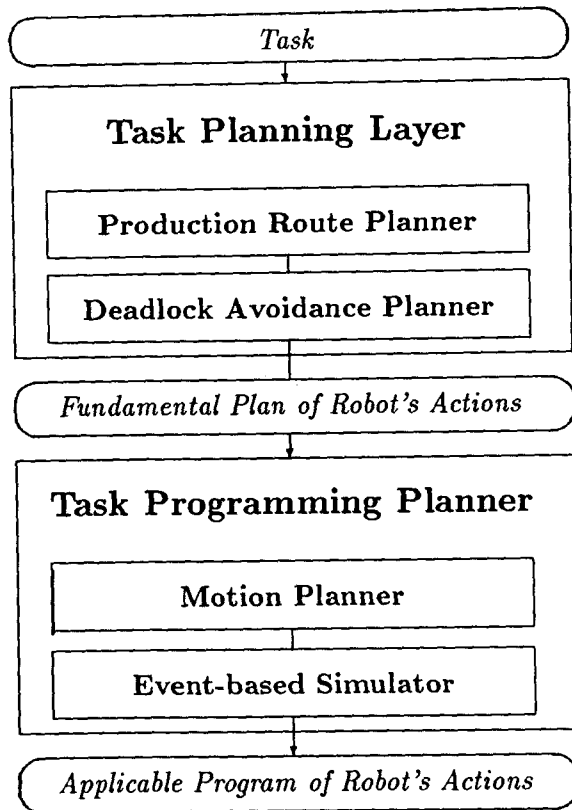 Task
Task Planning Layer
Production Route Planner
Deadlock Avoidance Planner
Fundamental Plan of Robot's Actions
Task Programming Planner
Motion Planner
Event-based Simulator
Applicable Program of Robot's Actions